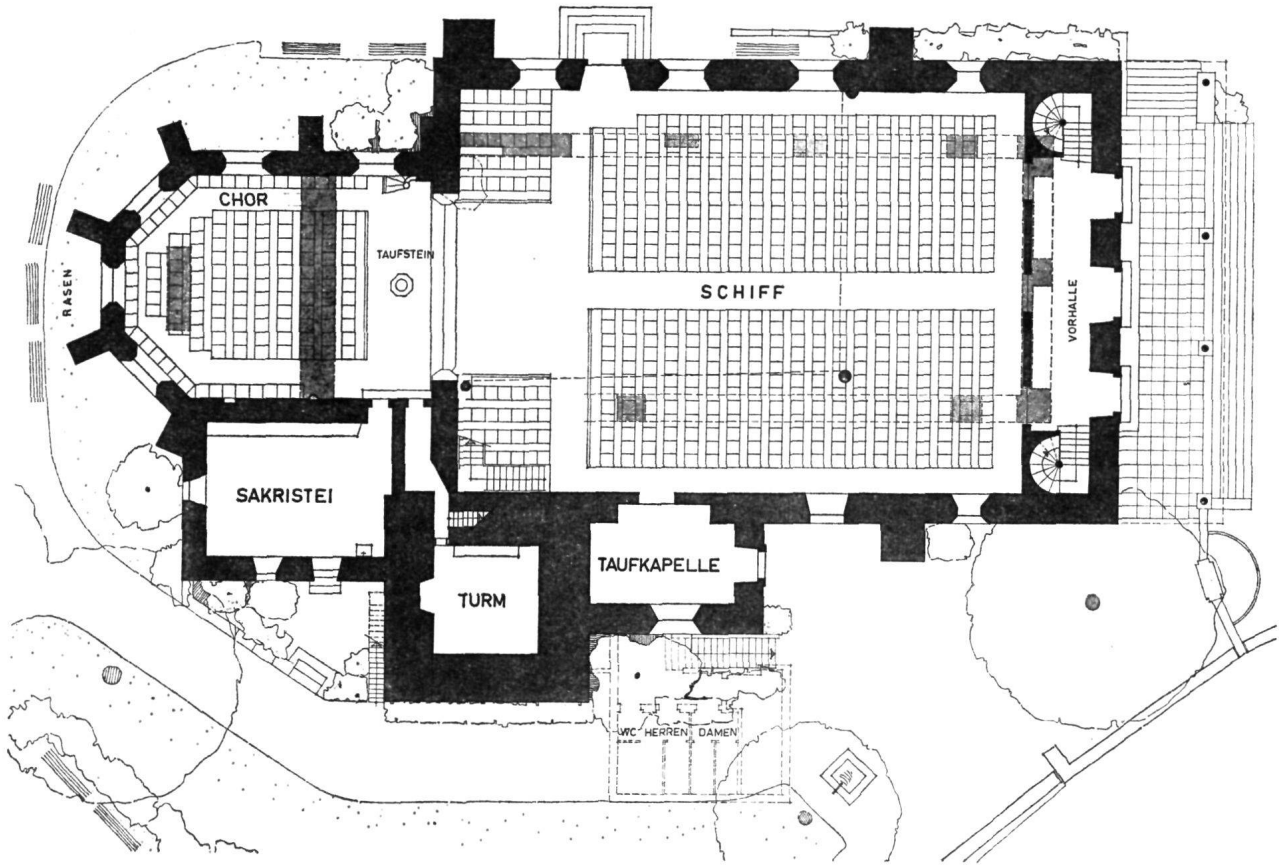 CHOR
TAUFSTEIN
RASEN
SCHIFF
VORHALLE
SAKRISTEI
TAUFKAPELLE
TURM
WC HERREN DAMEN